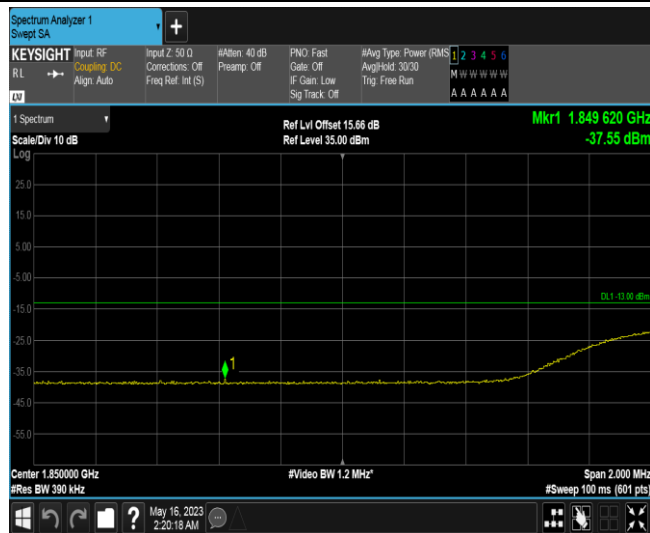 Spectrum Analyzer 1
Swept SA
+
KEYSIGHT Input: RF Input Z: 50 Ω #Atten: 40 dB PNO: Fast #Avg Type: Power (RMS 1 2 3 4 5 6
RL Coupling: DC Corrections: Off Preamp: Off Gate: Off Avg|Hold: 30/30 M W W W W W
Align: Auto Freq Ref: Int (S) IF Gain: Low Trig: Free Run
Sig Track: Off A A A A A A
LXI
1 Spectrum Ref Lvl Offset 15.66 dB Mkr1 1.849 620 GHz
Scale/Div 10 dB Ref Level 35.00 dBm -37.55 dBm
Log
25.0
15.0
5.00
-5.00
DL1 -13.00 dBm
-15.0
-25.0
1
-35.0
-45.0
-55.0
Center 1.850000 GHz #Video BW 1.2 MHz* Span 2.000 MHz
#Res BW 390 kHz #Sweep 100 ms (601 pts)
? May 16, 2023
2:20:18 AM